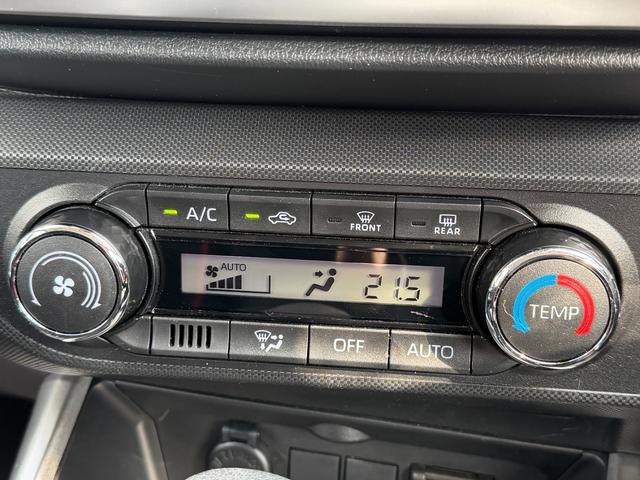 A/C
FRONT
REAR
AUTO
21.5
TEMP
OFF
AUTO